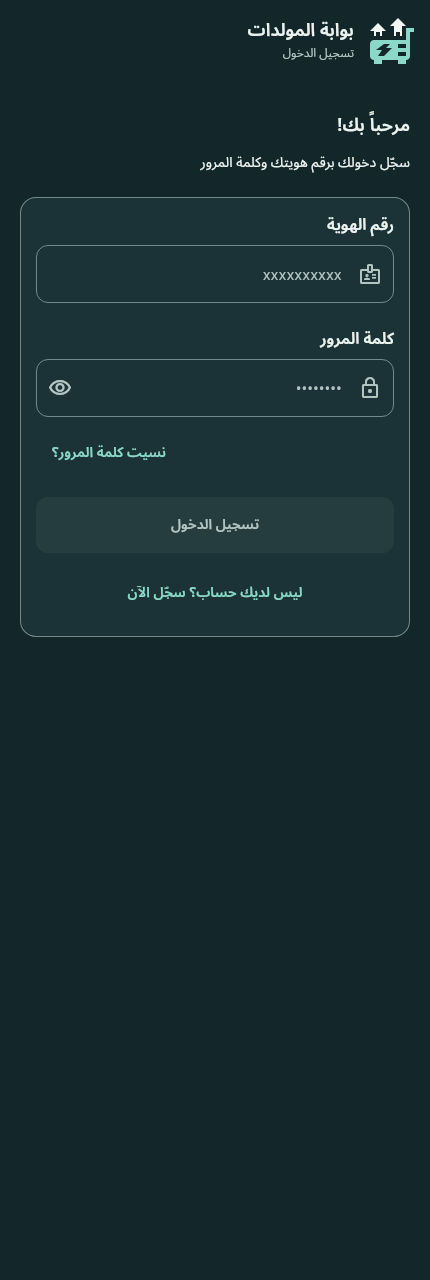 بوابة المولدات
تسجيل الدخول
مرحباً بك!
سجّل دخولك برقم هويتك وكلمة المرور
رقم الهوية
xxxxxxxxxx
كلمة المرور
••••••••
نسيت كلمة المرور؟
تسجيل الدخول
ليس لديك حساب؟ سجّل الآن